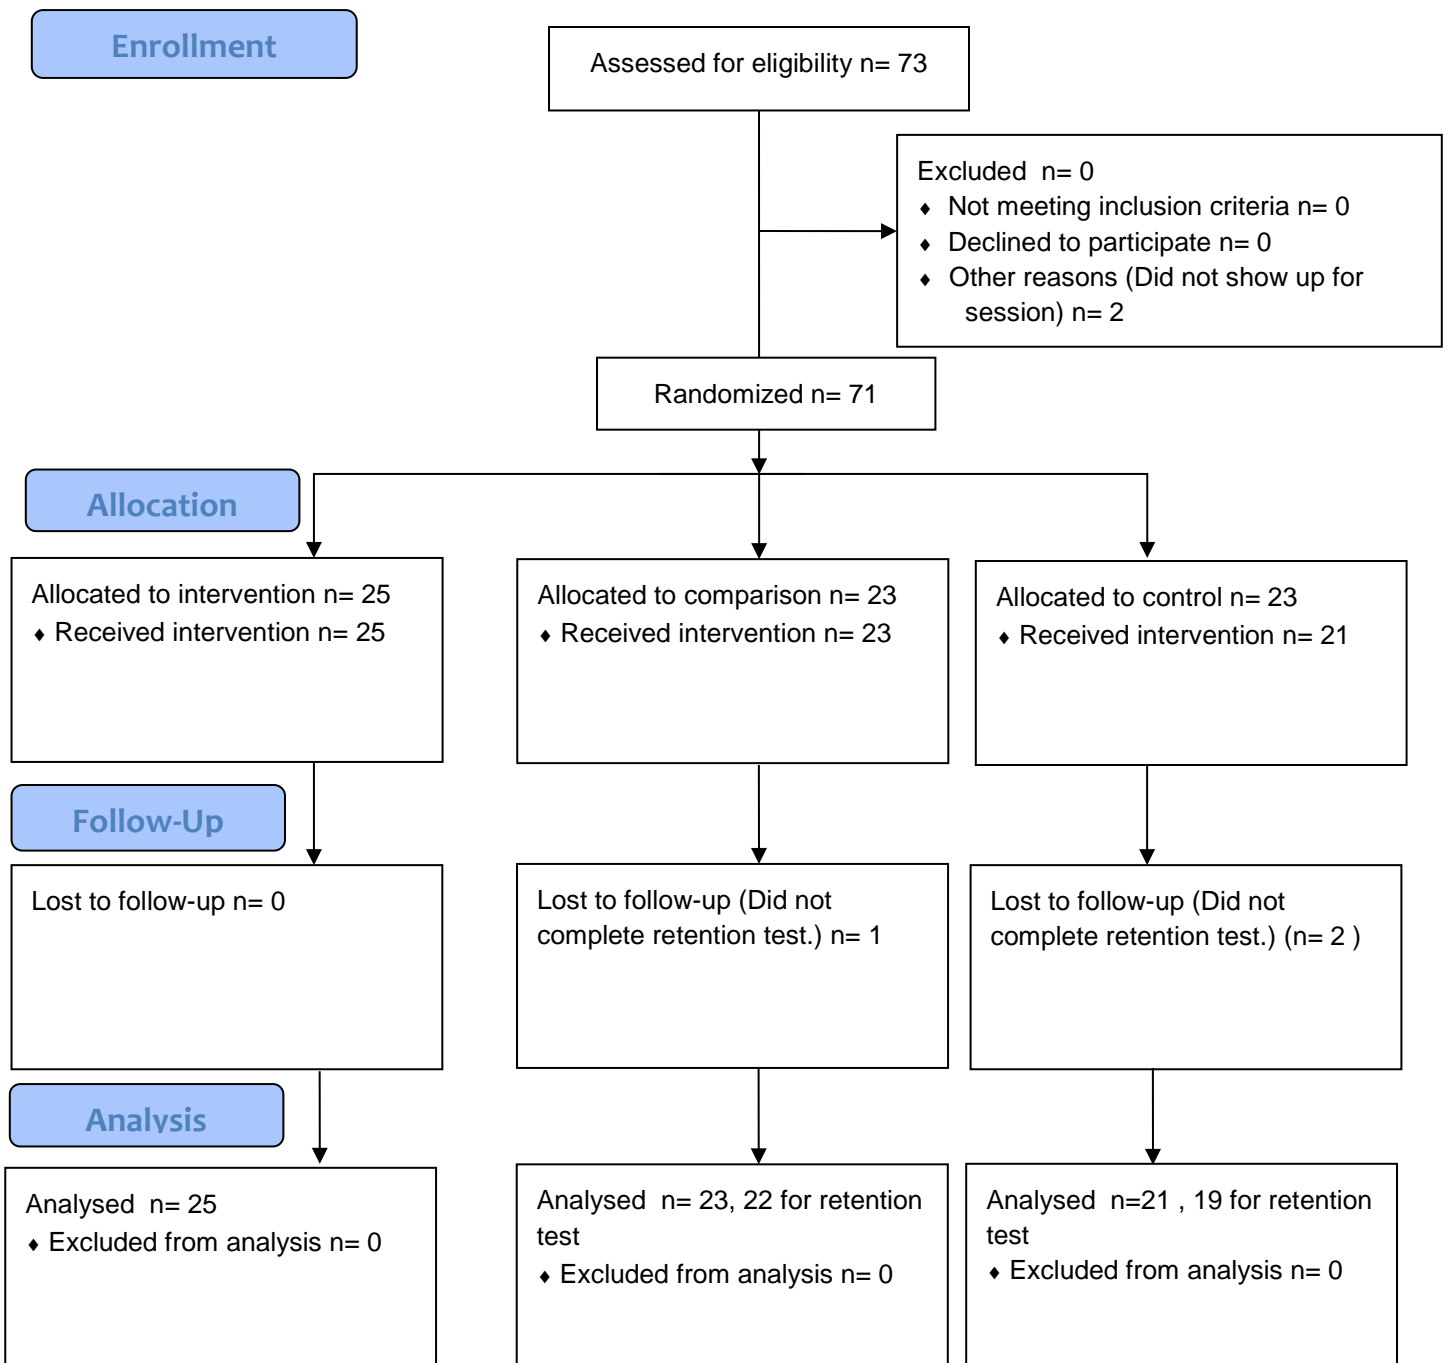 Enrollment
Assessed for eligibility n= 73
Excluded n= 0
♦ Not meeting inclusion criteria n= 0
♦ Declined to participate n= 0
♦ Other reasons (Did not show up for
session) n= 2
Randomized n= 71
Allocation
Allocated to intervention n= 25
♦ Received intervention n= 25
Allocated to comparison n= 23
♦ Received intervention n= 23
Allocated to control n= 23
♦ Received intervention n= 21
Follow-Up
Lost to follow-up n= 0
Lost to follow-up (Did not
complete retention test.) n= 1
Lost to follow-up (Did not
complete retention test.) (n= 2 )
Analysis
Analysed n= 25
♦ Excluded from analysis n= 0
Analysed n= 23, 22 for retention
test
♦ Excluded from analysis n= 0
Analysed n=21 , 19 for retention
test
♦ Excluded from analysis n= 0